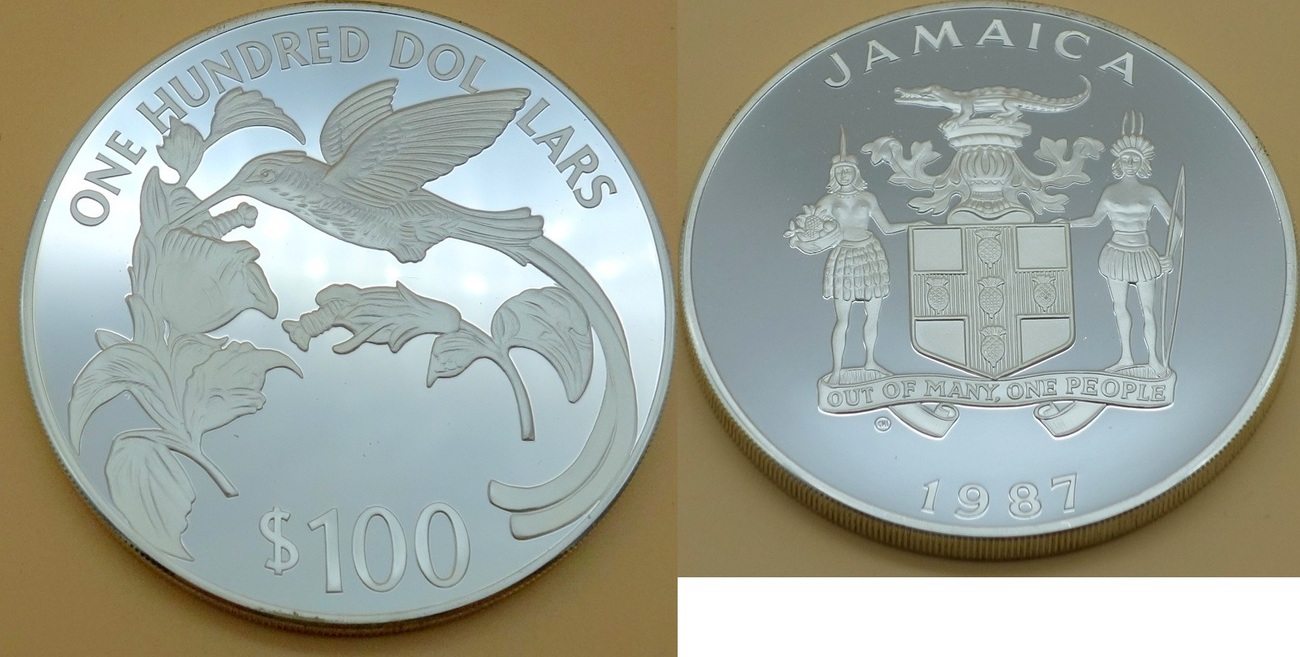 ONE HUNDRED DOLLARS
$100
JAMAICA
OUT OF MANY, ONE PEOPLE
1987